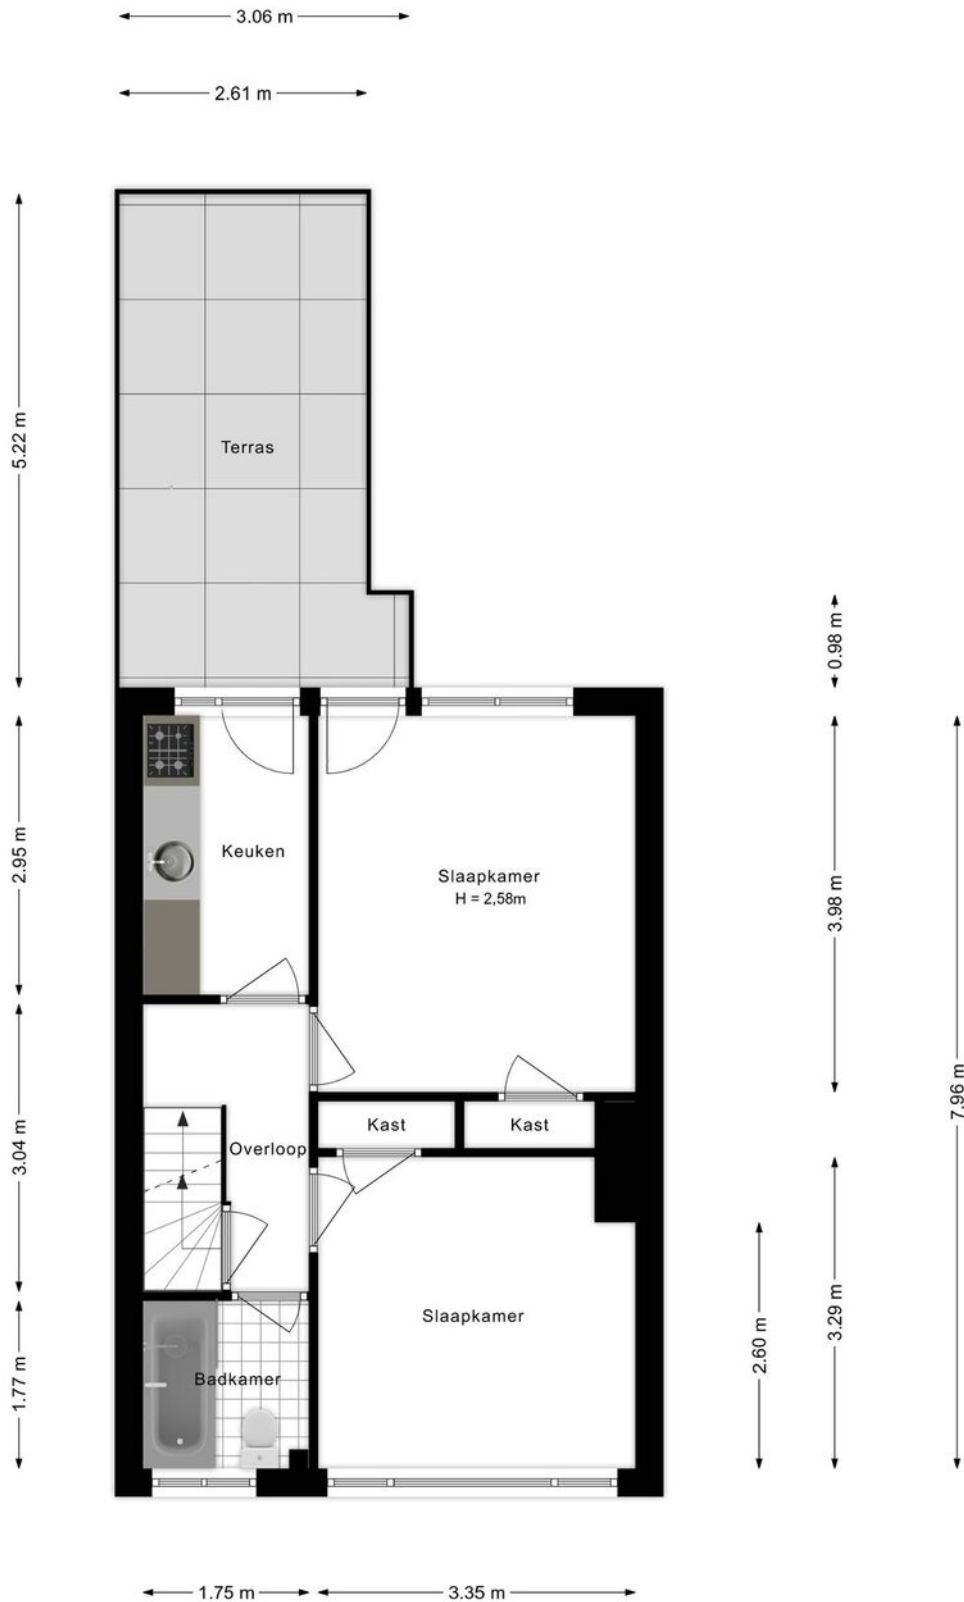 3.06 m
2.61 m
5.22 m
Terras
0.98 m
2.95 m
Keuken
Slaapkamer
H = 2,58m
3.98 m
7.96 m
3.04 m
Kast
Kast
Overloop
Slaapkamer
3.29 m
2.60 m
1.77 m
Badkamer
1.75 m
3.35 m